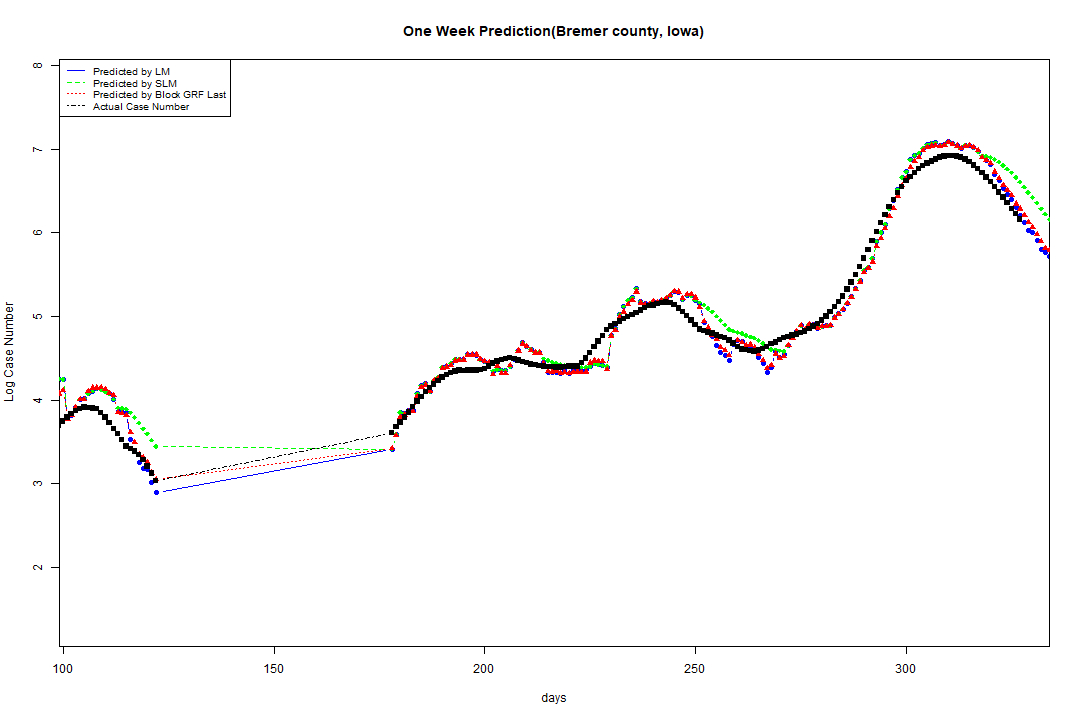 One Week Prediction(Bremer county, Iowa)
Predicted by LM
Predicted by SLM
Predicted by Block GRF Last
Actual Case Number
8
7
6
5
4
3
2
Log Case Number
100 150 200 250 300
days